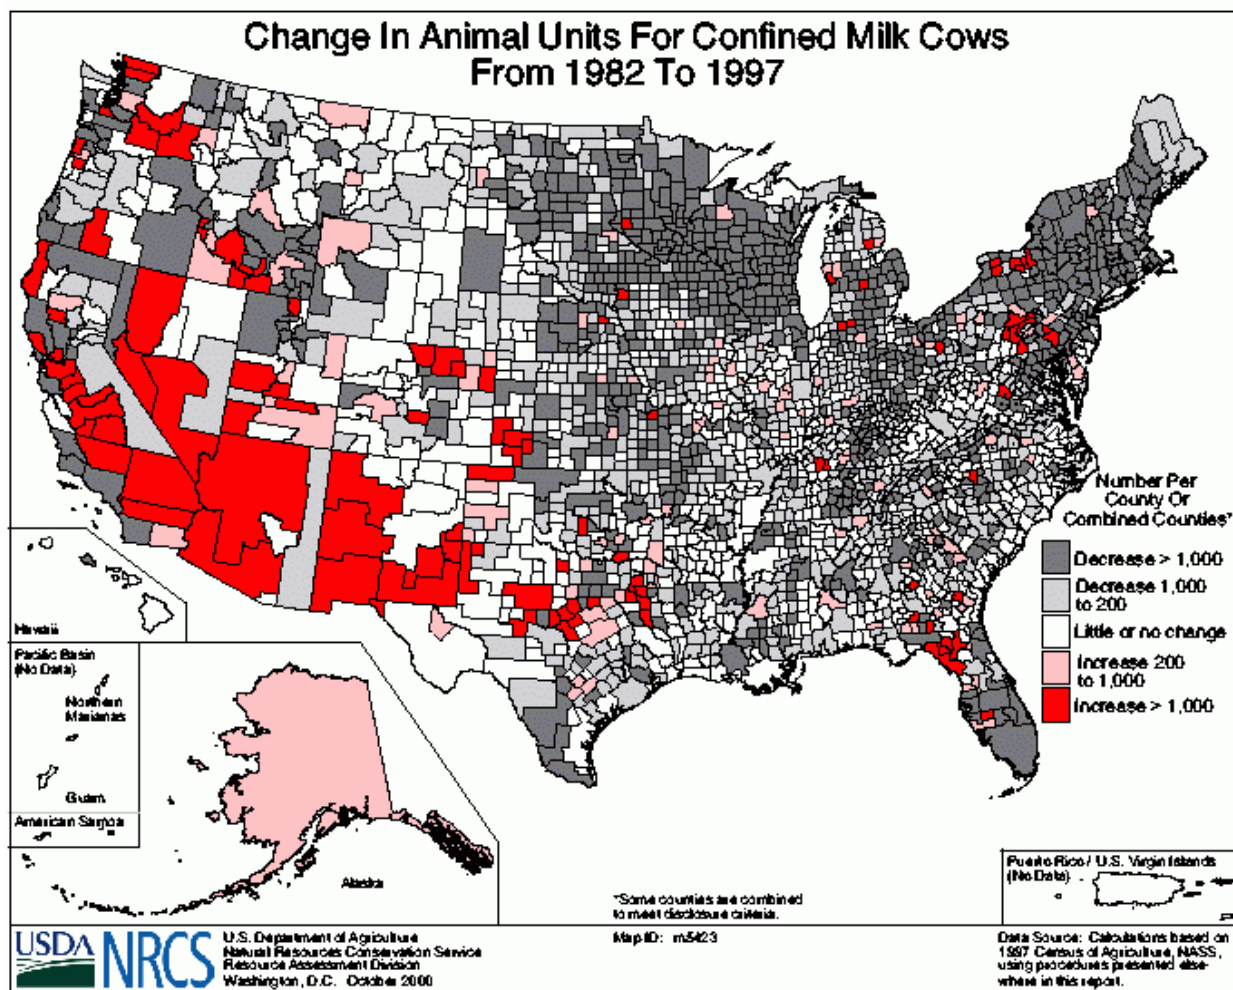 Change In Animal Units For Confined Milk Cows
From 1982 To 1997
Number Per
County Or
Combined Counties*
Decrease > 1,000
Decrease 1,000
to 200
Little or no change
Increase 200
to 1,000
Increase > 1,000
Hawaii
Pacific Basin
(No Data)
Northern
Marianas
Guam
American Samoa
Alaska
*Some counties are combined
to meet disclosure criteria.
Puerto Rico / U.S. Virgin Islands
(No Data)
USDA
NRCS
U.S. Department of Agriculture
Natural Resources Conservation Service
Resource Assessment Division
Washington, D.C. October 2000
Map ID: m5423
Data Source: Calculations based on
1997 Census of Agriculture, NASS,
using procedures presented else-
where in this report.